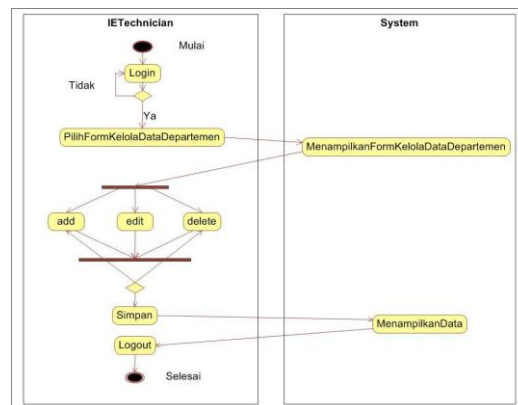 IETechnician
System
Mulai
Login
Tidak
Ya
PilihFormKelolaDataDepartemen
MenampilkanFormKelolaDataDepartemen
add
edit
delete
Simpan
MenampilkanData
Logout
Selesai